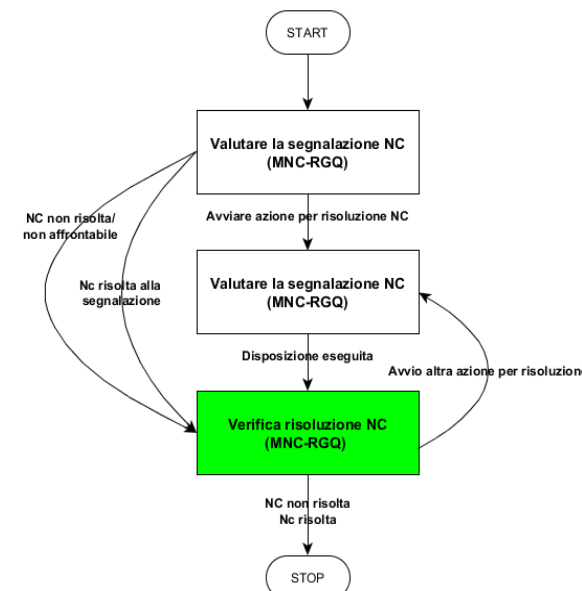 START
Valutare la segnalazione NC
(MNC-RGQ)
NC non risolta/
non affrontabile
Avviare azione per risoluzione NC
Nc risolta alla
segnalazione
Valutare la segnalazione NC
(MNC-RGQ)
Disposizione eseguita
Avvio altra azione per risoluzione
Verifica risoluzione NC
(MNC-RGQ)
NC non risolta
Nc risolta
STOP